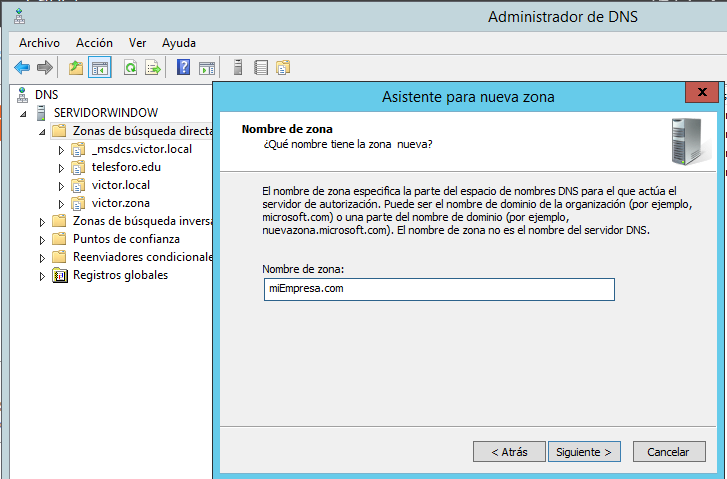 Administrador de DNS
Archivo Acción Ver Ayuda
DNS
SERVIDORWINDOW
Zonas de búsqueda directa
_msdcs.victor.local
telesforo.edu
victor.local
victor.zona
Zonas de búsqueda inversa
Puntos de confianza
Reenviadores condicionale
Registros globales
Asistente para nueva zona
x
Nombre de zona
¿Qué nombre tiene la zona nueva?
El nombre de zona especifica la parte del espacio de nombres DNS para el que actúa el
servidor de autorización. Puede ser el nombre de dominio de la organización (por ejemplo,
microsoft.com) o una parte del nombre de dominio (por ejemplo,
nuevazona.microsoft.com). El nombre de zona no es el nombre del servidor DNS.
Nombre de zona:
miEmpresa.com
< Atrás Siguiente > Cancelar